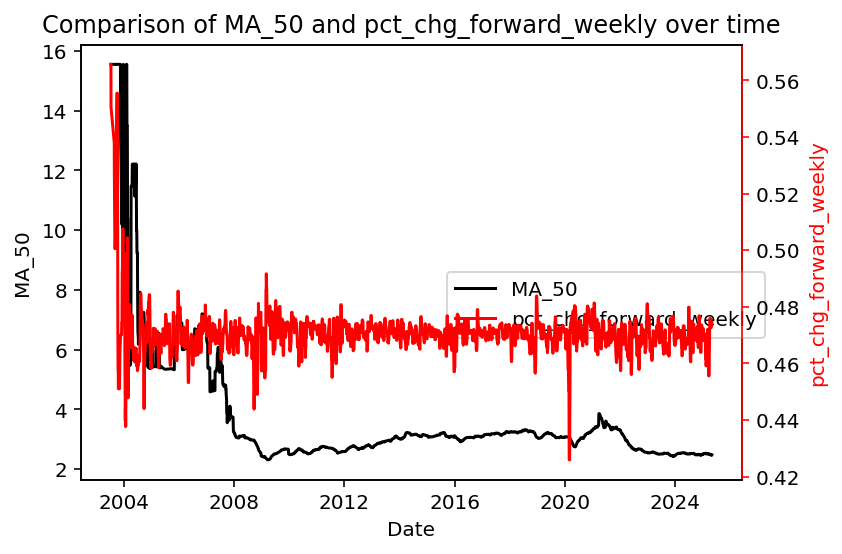 Comparison of MA_50 and pct_chg_forward_weekly over time
16
14
12
10
8
6
4
2
MA_50
0.56
0.54
0.52
0.50
0.48
0.46
0.44
0.42
pct_chg_forward_weekly
MA_50
pct_chg_forward_weekly
2004 2008 2012 2016 2020 2024
Date